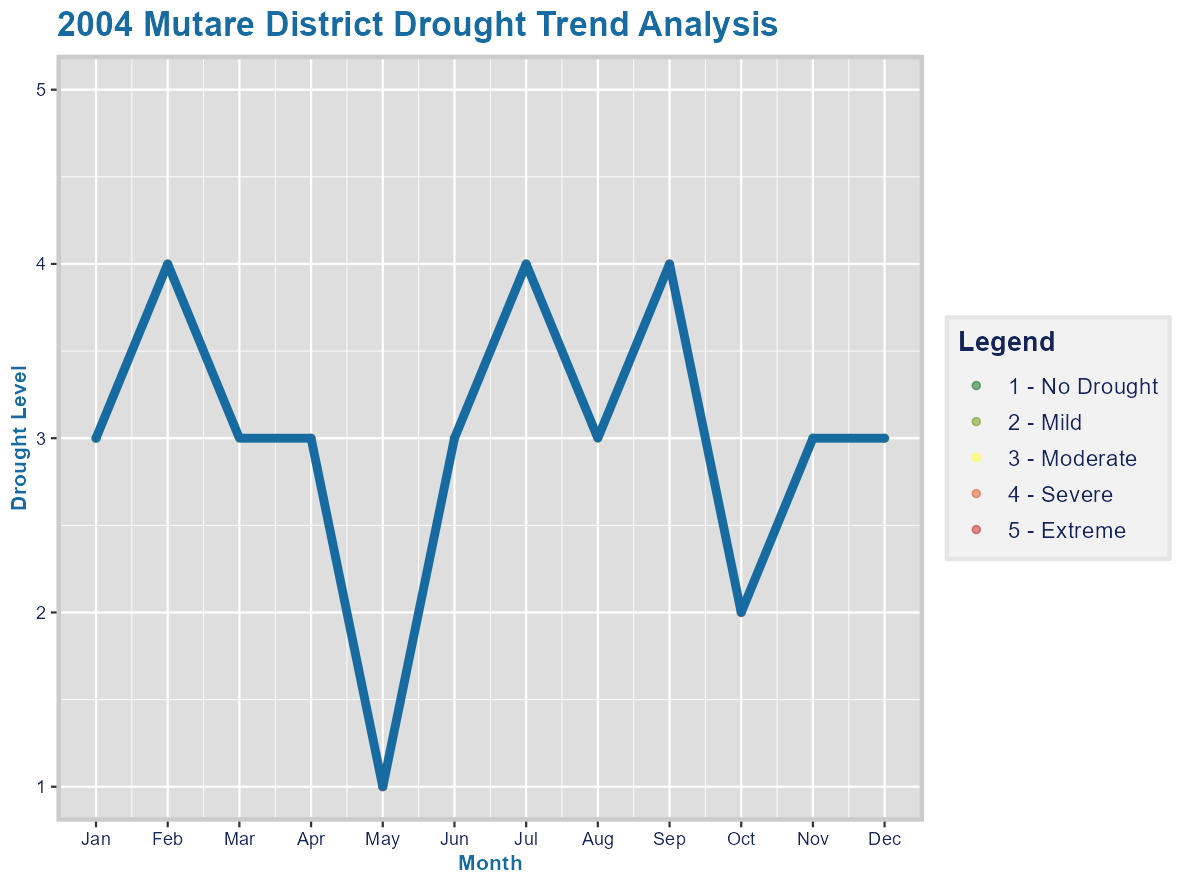 2004 Mutare District Drought Trend Analysis
Drought Level
5
4
3
2
1
Jan Feb Mar Apr May Jun Jul Aug Sep Oct Nov Dec
Month
Legend
1 - No Drought
2 - Mild
3 - Moderate
4 - Severe
5 - Extreme